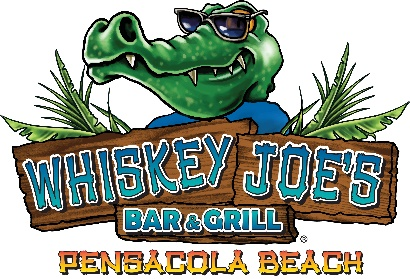 WHISKEY JOE'S
BAR & GRILL
®
PENSACOLA BEACH